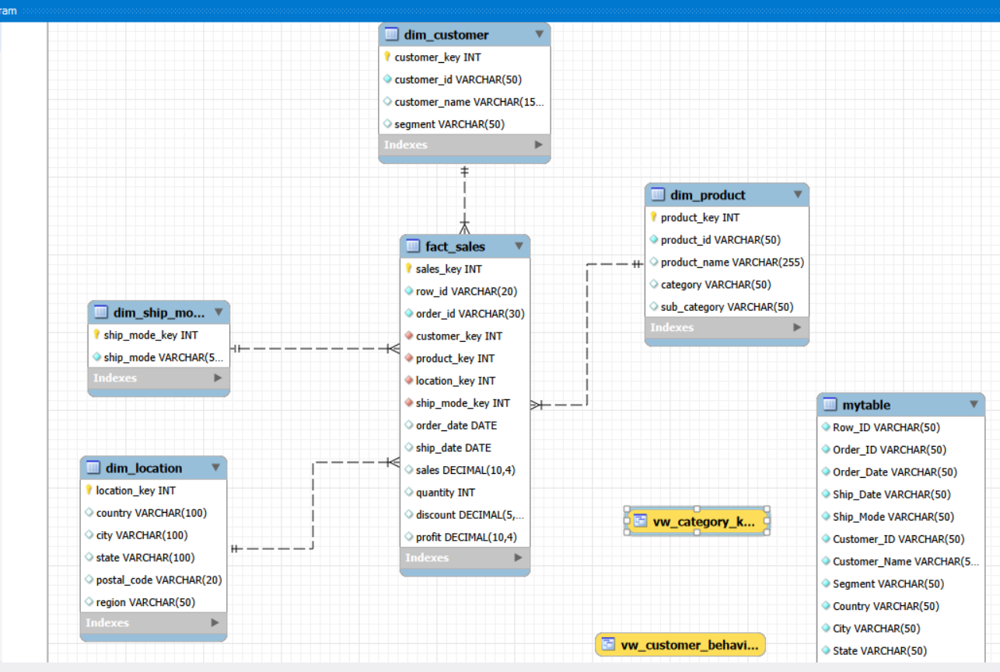 ram
dim_customer
customer_key INT
customer_id VARCHAR(50)
customer_name VARCHAR(15...
segment VARCHAR(50)
Indexes
dim_product
product_key INT
product_id VARCHAR(50)
product_name VARCHAR(255)
category VARCHAR(50)
sub_category VARCHAR(50)
Indexes
fact_sales
sales_key INT
row_id VARCHAR(20)
order_id VARCHAR(30)
customer_key INT
product_key INT
location_key INT
ship_mode_key INT
order_date DATE
ship_date DATE
sales DECIMAL(10,4)
quantity INT
discount DECIMAL(5,...
profit DECIMAL(10,4)
Indexes
dim_ship_mo...
ship_mode_key INT
ship_mode VARCHAR(5...
Indexes
dim_location
location_key INT
country VARCHAR(100)
city VARCHAR(100)
state VARCHAR(100)
postal_code VARCHAR(20)
region VARCHAR(50)
Indexes
mytable
Row_ID VARCHAR(50)
Order_ID VARCHAR(50)
Order_Date VARCHAR(50)
Ship_Date VARCHAR(50)
Ship_Mode VARCHAR(50)
Customer_ID VARCHAR(50)
Customer_Name VARCHAR(5...
Segment VARCHAR(50)
Country VARCHAR(50)
City VARCHAR(50)
State VARCHAR(50)
vw_category_k...
vw_customer_behavi...